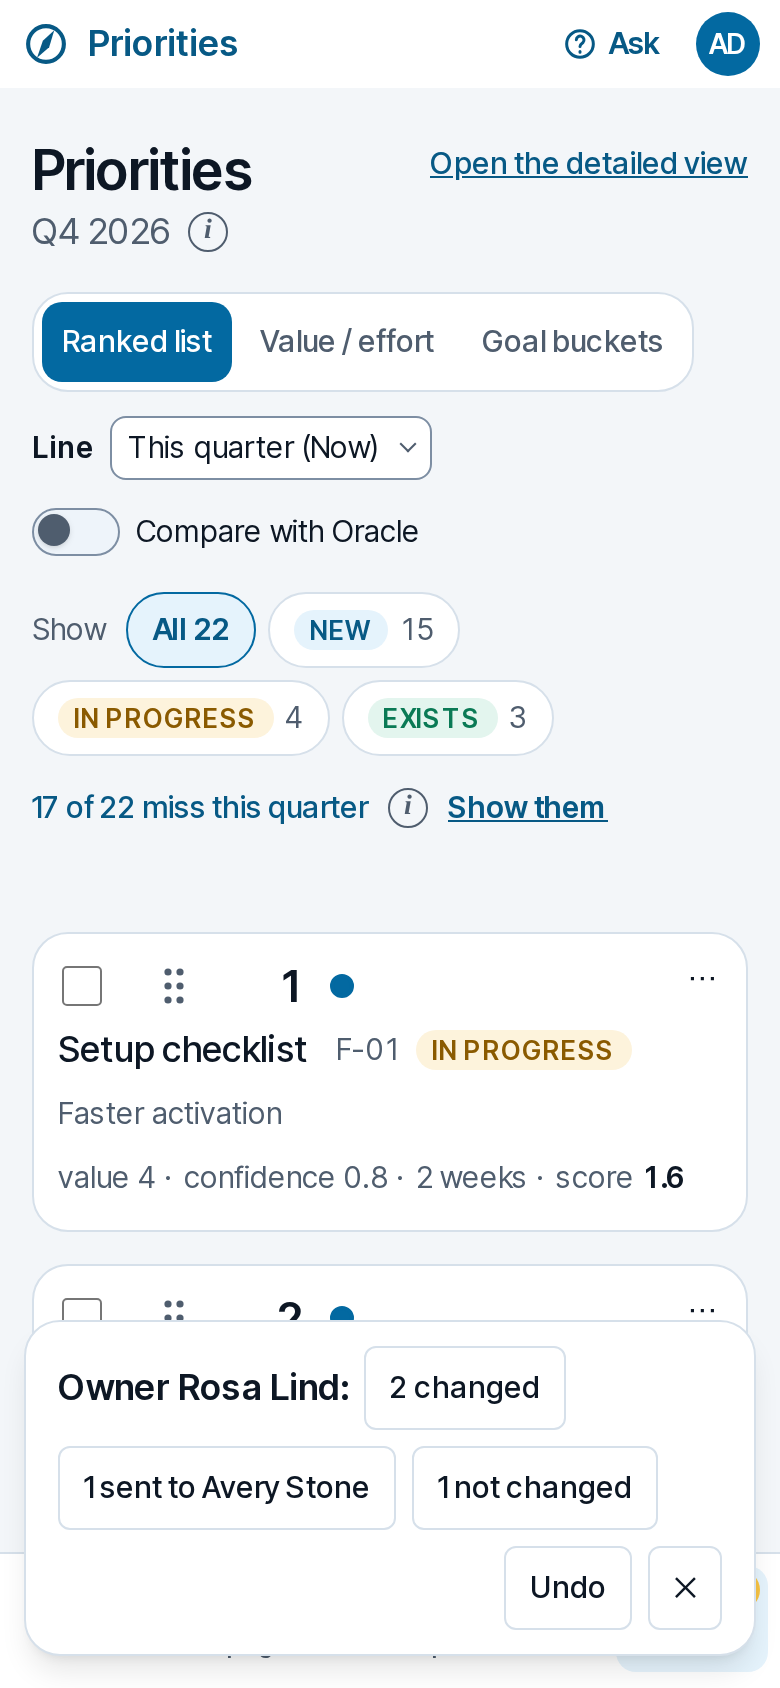 Priorities
Ask
AD
Priorities
Open the detailed view
Q4 2026 i
Ranked list
Value / effort
Goal buckets
Line
This quarter (Now)
Compare with Oracle
Show
All 22
NEW 15
IN PROGRESS 4
EXISTS 3
17 of 22 miss this quarter i Show them
1
...
Setup checklist F-01 IN PROGRESS
Faster activation
value 4 · confidence 0.8 · 2 weeks · score 1.6
2
...
Owner Rosa Lind: 2 changed
1 sent to Avery Stone
1 not changed
Undo